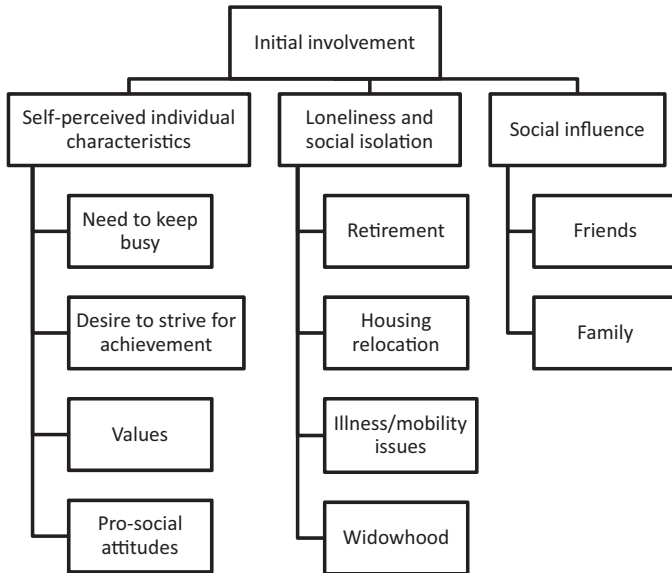 Initial involvement
Self-perceived individual
characteristics
Loneliness and
social isolation
Social influence
Need to keep
busy
Desire to strive for
achievement
Values
Pro-social
attitudes
Retirement
Housing
relocation
Illness/mobility
issues
Widowhood
Friends
Family